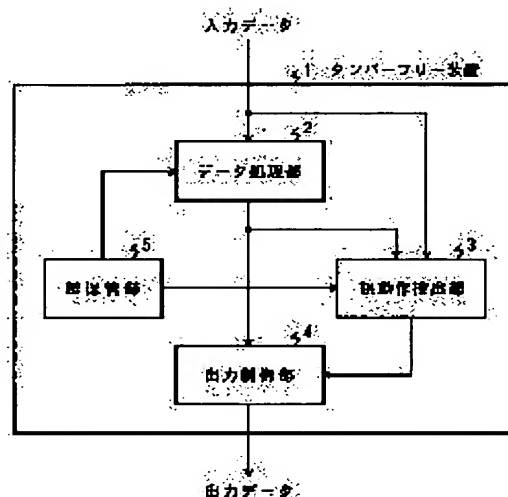 入力データ
1 タンパーフリー装置
2
データ処理部
5
3
誤動作検出部
4
出力制御部
出力データ